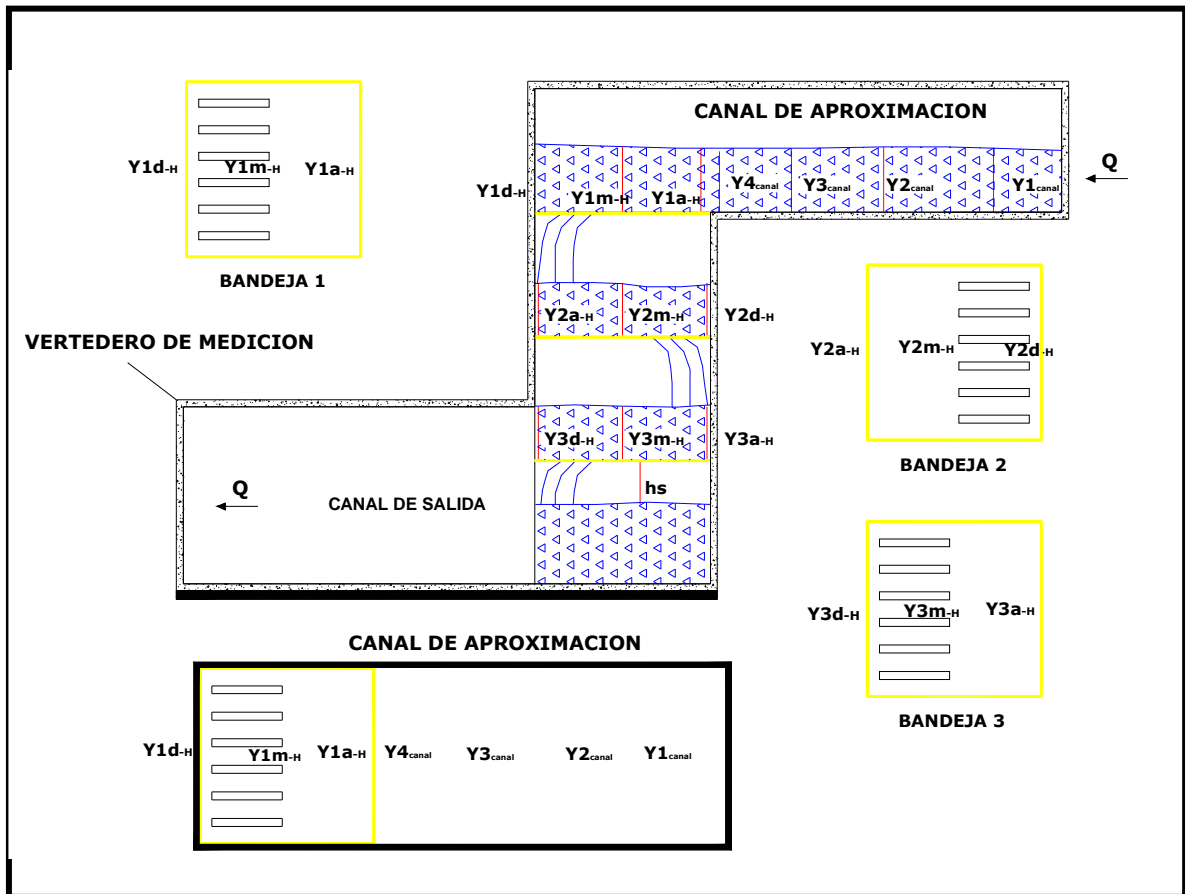 CANAL DE APROXIMACION
Y1d-H Y1m-H Y1a-H
BANDEJA 1
Y1d-H Y1m-H Y1a-H Y4canal Y3canal Y2canal Y1canal
Q
Y2a-H Y2m-H Y2d-H
Y2a-H Y2m-H Y2d-H
BANDEJA 2
VERTEDERO DE MEDICION
Y3d-H Y3m-H Y3a-H
hs
Q
CANAL DE SALIDA
Y3d-H Y3m-H Y3a-H
BANDEJA 3
CANAL DE APROXIMACION
Y1d-H Y1m-H Y1a-H Y4canal Y3canal Y2canal Y1canal